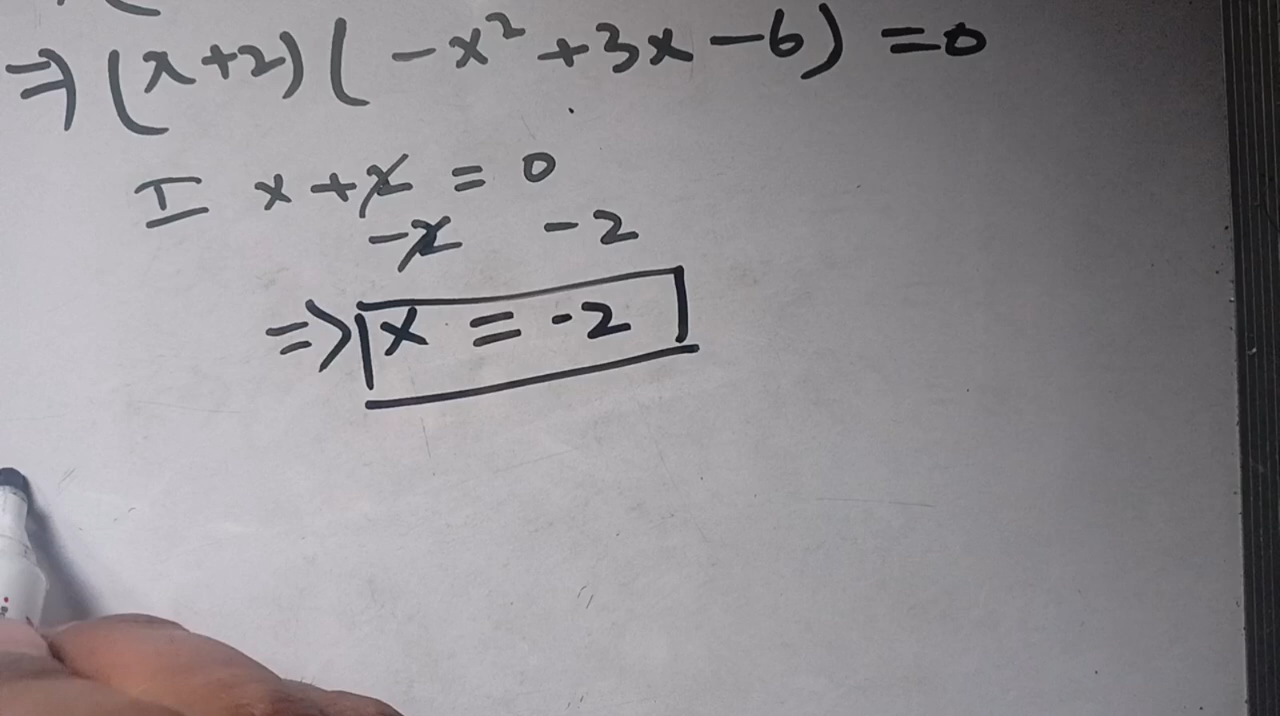 ⇒ (x+2)(-x²+3x-6) = 0
I x + 2 = 0
-2 -2
⇒ x = -2